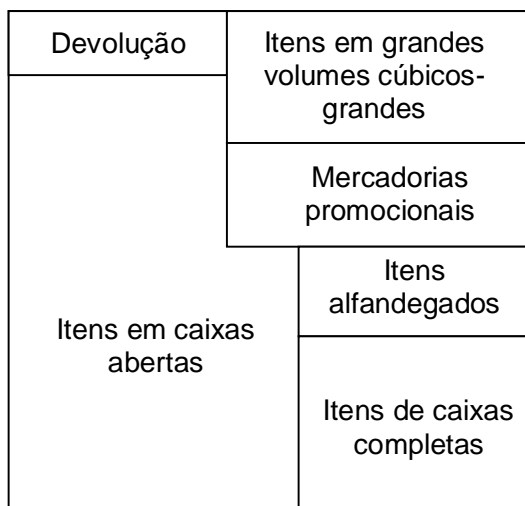 Devolução
Itens em grandes
volumes cúbicos-
grandes
Mercadorias
promocionais
Itens
alfandegados
Itens em caixas
abertas
Itens de caixas
completas